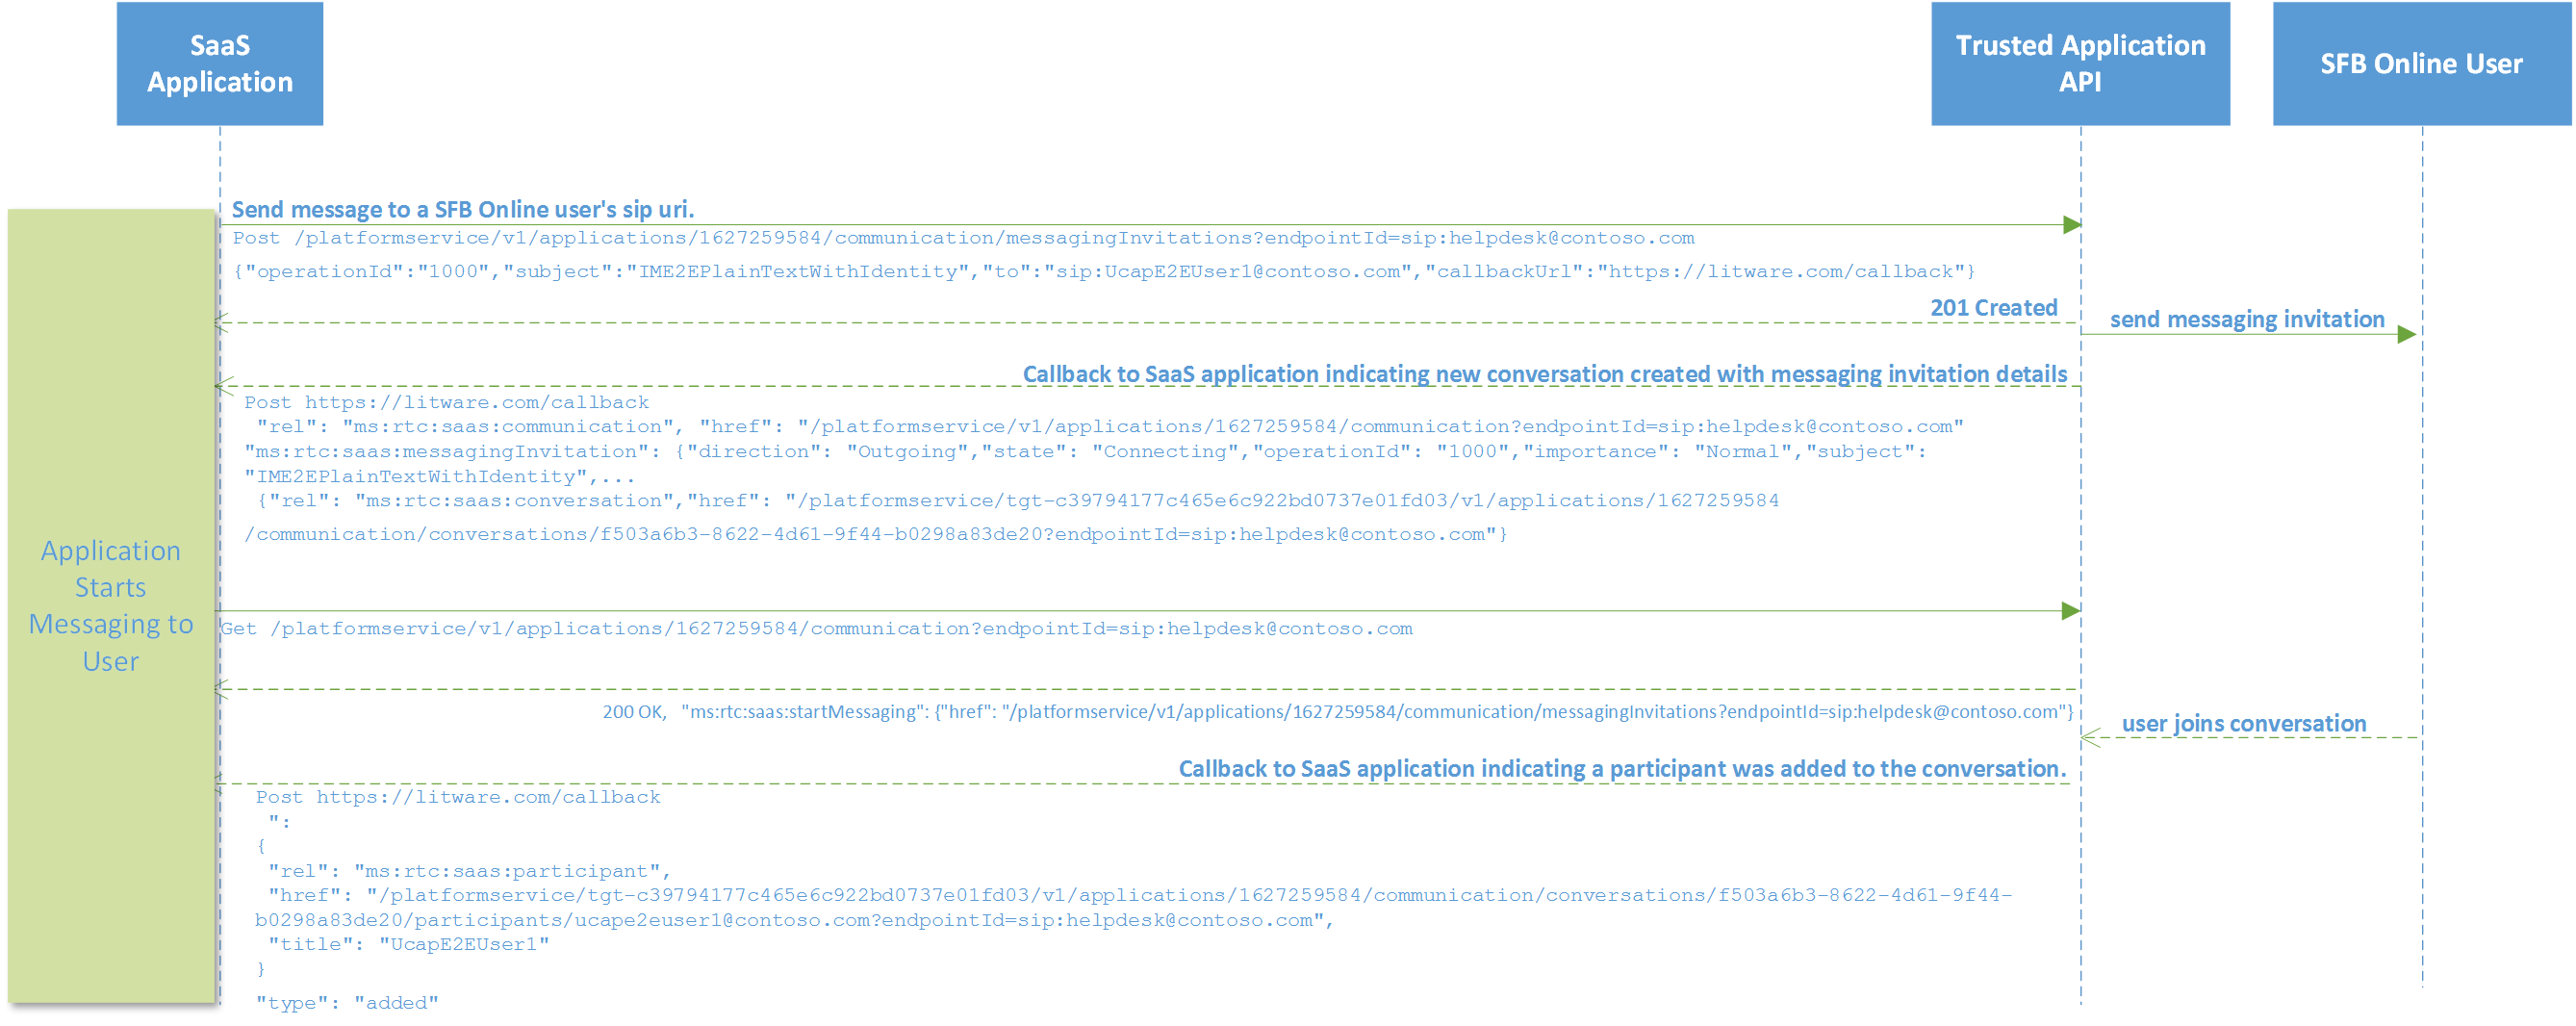 SaaS
Application
Trusted Application
API
SFB Online User
Send message to a SFB Online user's sip uri.
Post /platformservice/v1/applications/1627259584/communication/messagingInvitations?endpointId=sip:helpdesk@contoso.com
{"operationId":"1000","subject":"IME2EPlainTextWithIdentity","to":"sip:UcapE2EUser1@contoso.com","callbackUrl":"https://litware.com/callback"}
201 Created
send messaging invitation
Callback to SaaS application indicating new conversation created with messaging invitation details
Post https://litware.com/callback
"rel": "ms:rtc:saas:communication", "href": "/platformservice/v1/applications/1627259584/communication?endpointId=sip:helpdesk@contoso.com"
"ms:rtc:saas:messagingInvitation": {"direction": "Outgoing","state": "Connecting","operationId": "1000","importance": "Normal","subject":
"IME2EPlainTextWithIdentity",...
{"rel": "ms:rtc:saas:conversation","href": "/platformservice/tgt-c39794177c465e6c922bd0737e01fd03/v1/applications/1627259584
/communication/conversations/f503a6b3-8622-4d61-9f44-b0298a83de20?endpointId=sip:helpdesk@contoso.com"}
Application
Starts
Messaging to
User
Get /platformservice/v1/applications/1627259584/communication?endpointId=sip:helpdesk@contoso.com
200 OK, "ms:rtc:saas:startMessaging": {"href": "/platformservice/v1/applications/1627259584/communication/messagingInvitations?endpointId=sip:helpdesk@contoso.com"}
user joins conversation
Callback to SaaS application indicating a participant was added to the conversation.
Post https://litware.com/callback
":
{
"rel": "ms:rtc:saas:participant",
"href": "/platformservice/tgt-c39794177c465e6c922bd0737e01fd03/v1/applications/1627259584/communication/conversations/f503a6b3-8622-4d61-9f44-
b0298a83de20/participants/ucape2euser1@contoso.com?endpointId=sip:helpdesk@contoso.com",
"title": "UcapE2EUser1"
}
"type": "added"